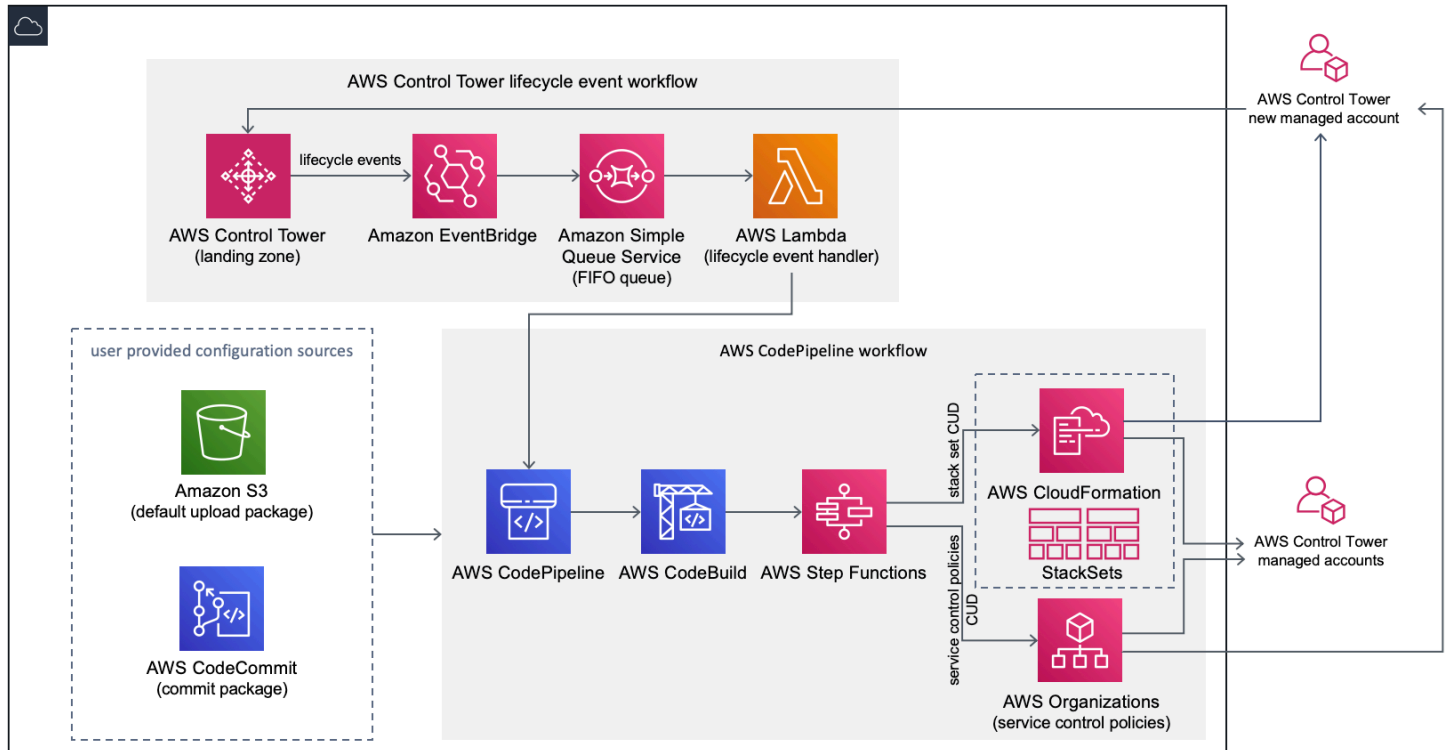 AWS Control Tower lifecycle event workflow
AWS Control Tower
new managed account
lifecycle events
AWS Control Tower
(landing zone)
Amazon EventBridge
Amazon Simple
Queue Service
(FIFO queue)
AWS Lambda
(lifecycle event handler)
user provided configuration sources
Amazon S3
(default upload package)
AWS CodeCommit
(commit package)
AWS CodePipeline workflow
AWS CodePipeline
AWS CodeBuild
AWS Step Functions
stack set CUD
service control policies
CUD
AWS CloudFormation
StackSets
AWS Organizations
(service control policies)
AWS Control Tower
managed accounts